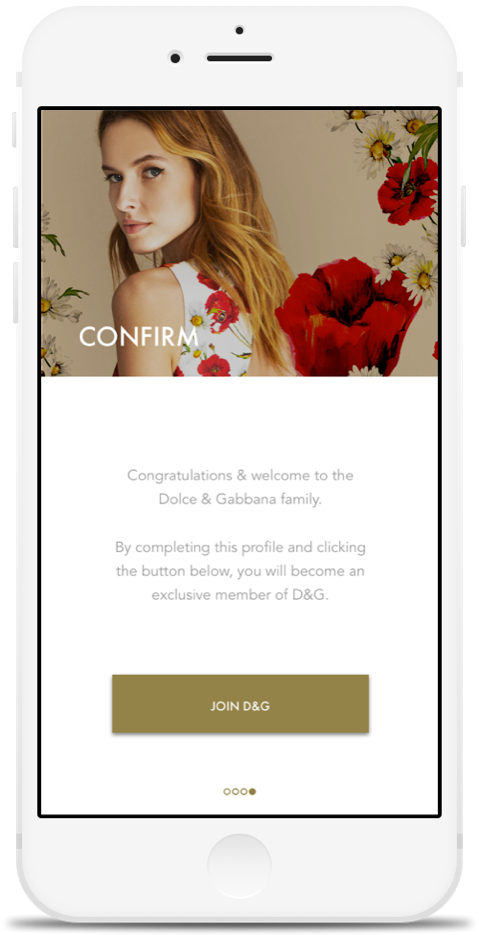 CONFIRM
Congratulations & welcome to the
Dolce & Gabbana family.
By completing this profile and clicking
the button below, you will become an
exclusive member of D&G.
JOIN D&G